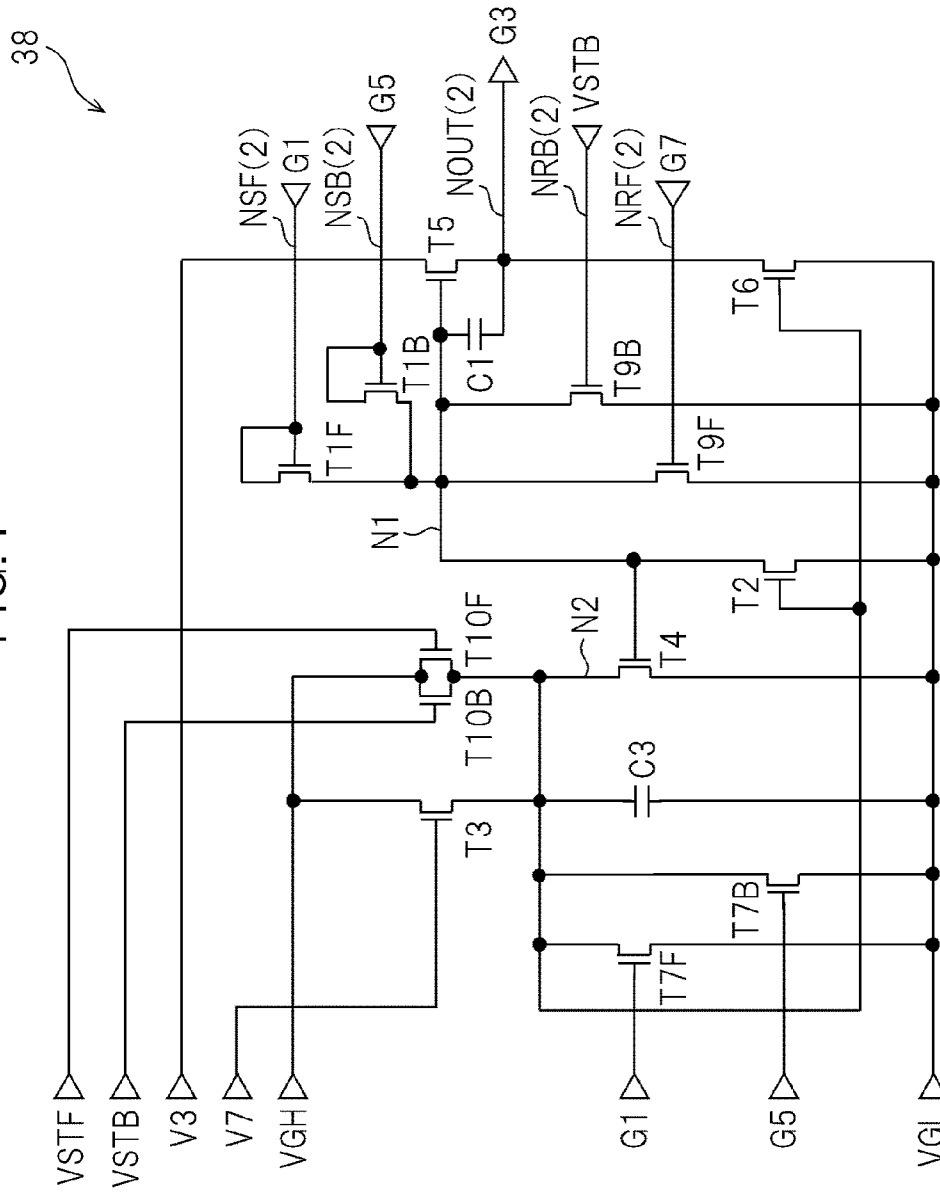 38
VSTF
VSTB
V3
V7
VGH
G1
G5
NSF(2)
G1
NSB(2)
G5
NOUT(2)
G3
NRB(2)
VSTB
NRF(2)
G7
T1F
T1B
T5
C1
T9B
T9F
T6
N1
T10F
T10B
N2
T4
T2
T3
C3
T7F
T7B